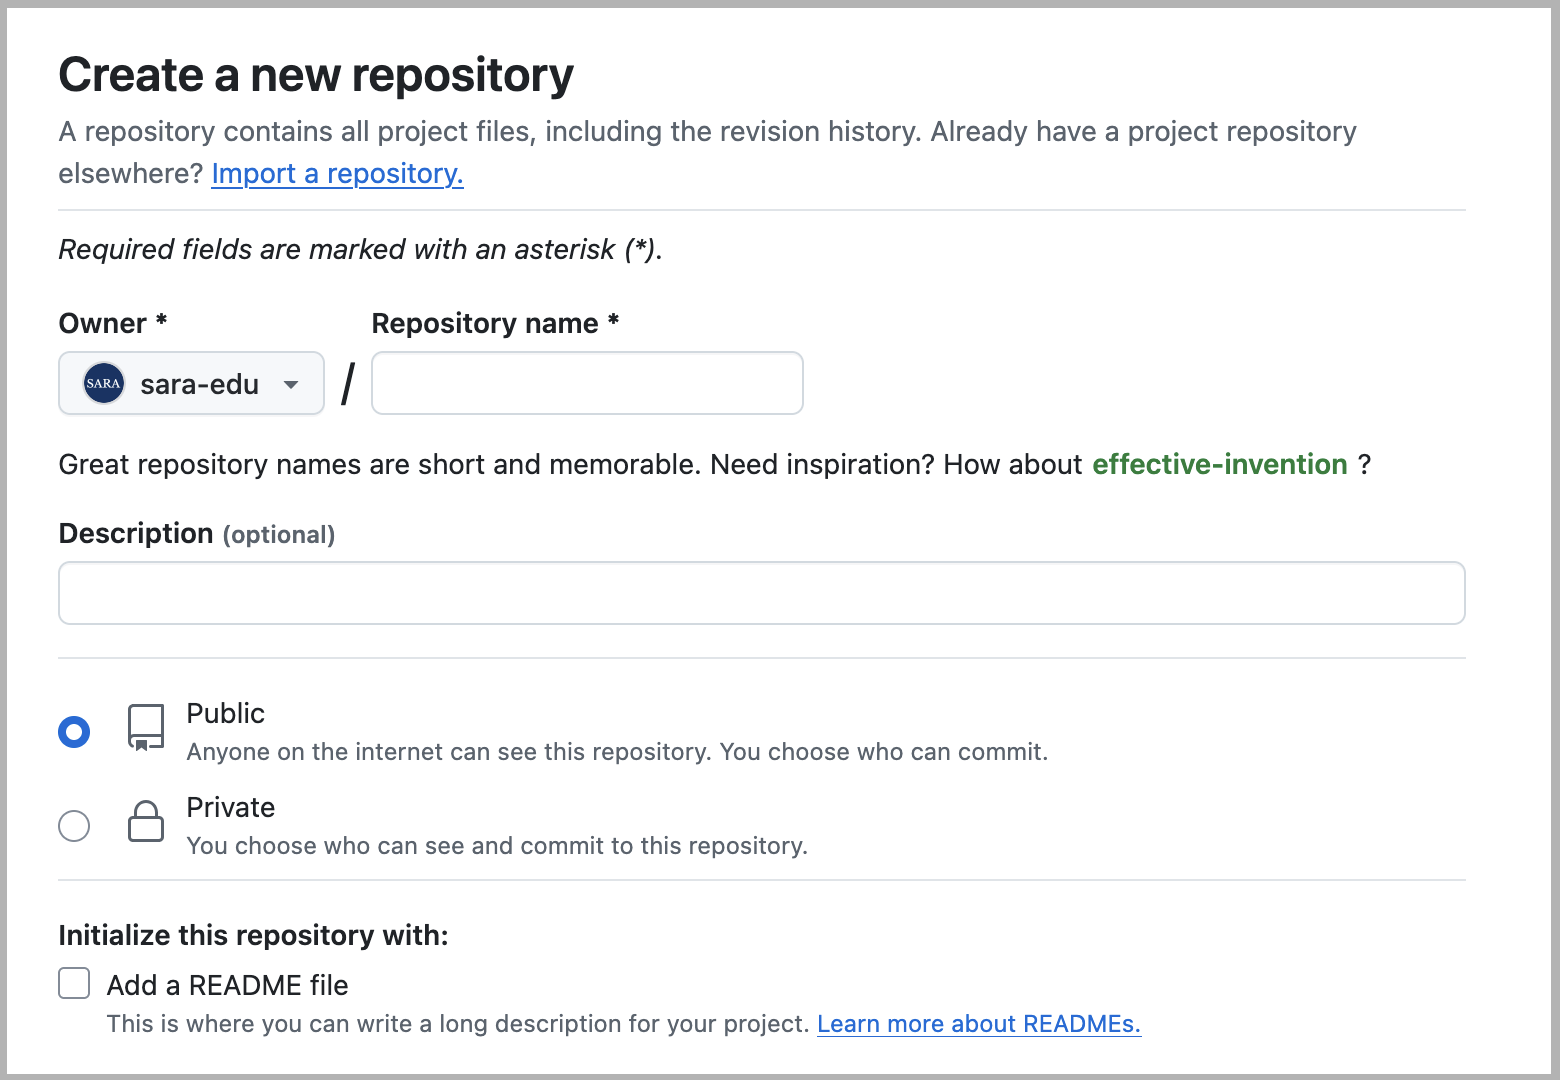 Create a new repository
A repository contains all project files, including the revision history. Already have a project repository
elsewhere? Import a repository.
Required fields are marked with an asterisk (*).
Owner * Repository name *
SARA sara-edu /
Great repository names are short and memorable. Need inspiration? How about effective-invention ?
Description (optional)
Public
Anyone on the internet can see this repository. You choose who can commit.
Private
You choose who can see and commit to this repository.
Initialize this repository with:
Add a README file
This is where you can write a long description for your project. Learn more about READMEs.